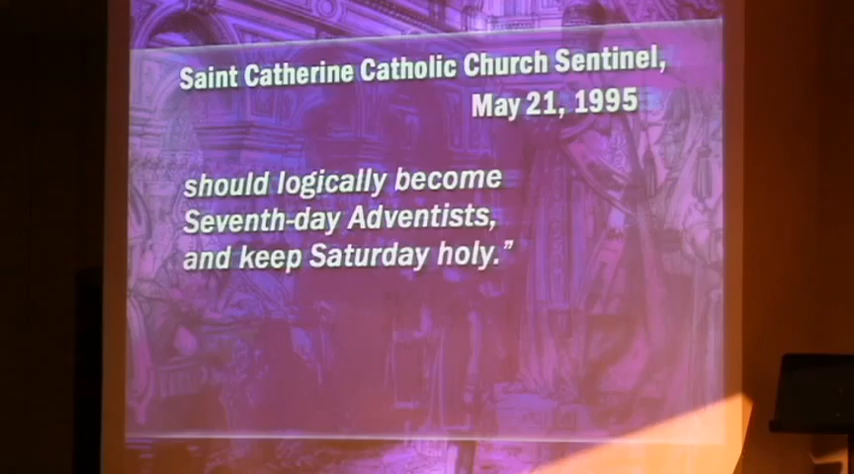 Saint Catherine Catholic Church Sentinel,
May 21, 1995
should logically become
Seventh-day Adventists,
and keep Saturday holy.”